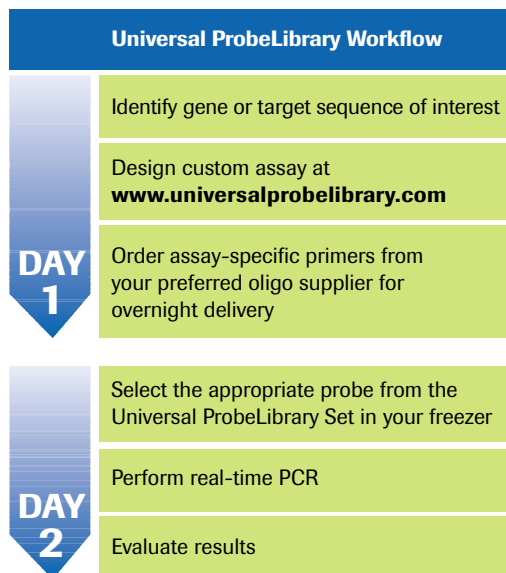 Universal ProbeLibrary Workflow
Identify gene or target sequence of interest
Design custom assay at
www.universalprobelibrary.com
DAY
1
Order assay-specific primers from
your preferred oligo supplier for
overnight delivery
Select the appropriate probe from the
Universal ProbeLibrary Set in your freezer
Perform real-time PCR
DAY
2
Evaluate results